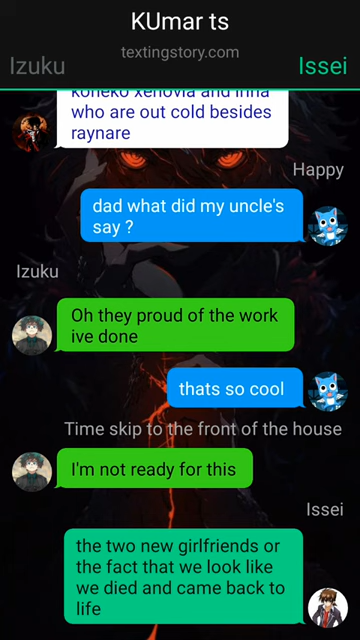 KUmar ts
textingstory.com
Izuku
Issei
koneko xenovia and irina
who are out cold besides
raynare
Happy
dad what did my uncle's
say ?
Izuku
Oh they proud of the work
ive done
thats so cool
Time skip to the front of the house
I'm not ready for this
Issei
the two new girlfriends or
the fact that we look like
we died and came back to
life